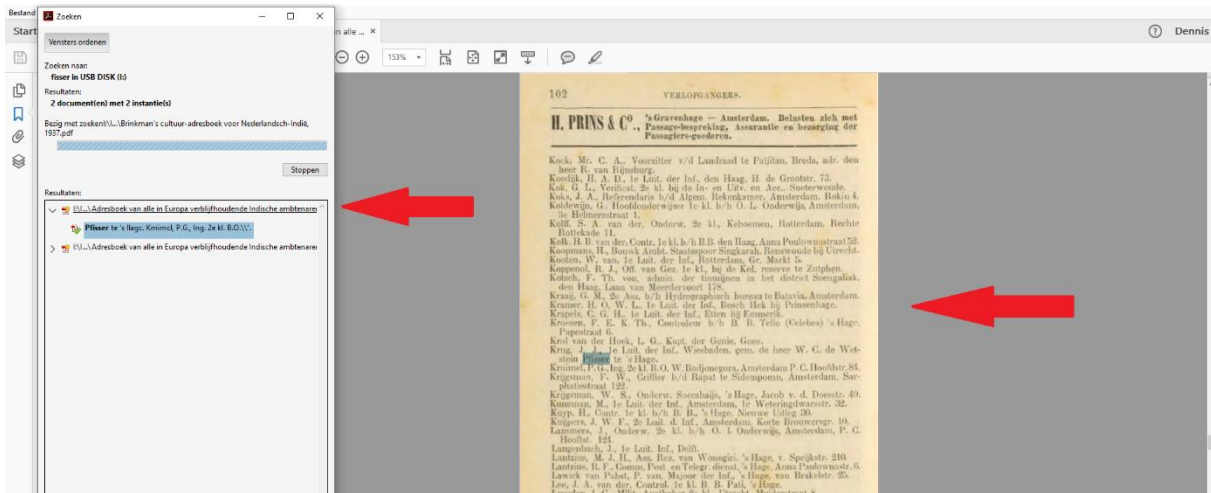 Bestand
Zoeken
Start
n alle ... ×
Dennis
Vensters ordenen
153%
Zoeken naar:
fisser in USB DISK (I:)
Resultaten:
2 document(en) met 2 instantie(s)
Bezig met zoeken:\I:\...\Brinkman's cultuur-adresboek voor Nederlandsch-Indië,
1937.pdf
Stoppen
Resultaten:
I:\I:\...\Adresboek van alle in Europa verblijfhoudende Indische ambtenare
Pfisser te 's Hage. Kmimcl, P.G., Ing. 2e kl. B.O.\\'.
I:\I:\...\Adresboek van alle in Europa verblijfhoudende Indische ambtenare
102 VERLOFGANGERS.
H. PRINS & Co., 's Gravenhage — Amsterdam. Belasten zich met
Passage-bespreking, Assurantie en bezorging der
Passagiers-goederen.
Kock, Mr. C. A., Voorzitter v/d Landraad te Patjitan, Breda, adr. den
heer R. van Rijnsburg.
Koedijk, H. A. D., 1e Luit. der Inf., den Haag, H. de Grootstr. 73.
Kok, G. L., Verificat. 2e kl. bij de In- en Uitv. en Acc., Soeterwoude.
Koks, J. A., Referendaris b/d Algem. Rekenkamer, Amsterdam, Rokin 4.
Koldewijn, G., Hoofdonderwijzer 1e kl. b/h O. L. Onderwijs, Amsterdam,
3e Helmersstraat 1.
Kolff, S. A. van der, Onderw. 2e kl., Keboemen, Rotterdam, Rechte
Rottekade 11.
Kolk, H. B. van der, Contr. 1e kl. b/h B.B. den Haag, Anna Poulownastraat 52.
Koopmans, H., Bouwk. Ambt. Staatsspoor Singkarah, Renswoude bij Utrecht.
Kooten, W. van, 1e Luit. der Inf., Rotterdam, Gr. Markt 5.
Koppenol, R. J., Off. van Gez. 1e kl., bij de Kol. reserve te Zutphen.
Kotsch, F. Th. von, admin. der tinmijnen in het district Soengaliak,
den Haag, Laan van Meerdervoort 178.
Kraaij, G. M., 2e Ass. b/h Hydrographisch bureau te Batavia, Amsterdam.
Kramer, H. O. W. L., 1e Luit. der Inf., Bosch Hek bij Prinsenhage.
Krapels, C. G. H., 1e Luit. der Inf., Etten bij Emmerik.
Kroesen, F. E. K. Th., Controleur b/h B. B. Tello (Celebes) 's Hage,
Papestraat 6.
Krol van der Hoek, L. G., Kapt. der Genie, Goes.
Krug, J. J., 1e Luit. der Inf., Wiesbaden, gem. de heer W. C. de Wet-
stein Pfisser te 's Hage.
Kruimel, P. G., Ing. 2e kl. B. O. W. Bodjonegora, Amsterdam P. C. Hooftstr. 84.
Krijgsman, F. W., Griffier b/d Rapat te Sidempoean, Amsterdam, Sar-
phatiestraat 122.
Krijgsman, W. S., Onderw. Soerabaija, 's Hage, Jacob v. d. Doesstr. 49.
Kuneman, M., 1e Luit. der Inf., Amsterdam, 1e Weteringdwarsstr. 32.
Kuyp, H., Contr. 1e kl. b/h B. B., 's Hage, Nieuwe Uitleg 30.
Kuijpers, J. W. F., 2e Luit. d. Inf., Amsterdam, Korte Brouwersgr. 10.
Lammers, J., Onderw. 2e kl. b/h O. L. Onderwijs, Amsterdam, P. C.
Hooftst. 124.
Langenbach, J., 1e Luit. Inf., Delft.
Lantzius, M. J. H., Ass. Res. van Wonogiri, 's Hage, v. Speijkstr. 210.
Lantzius, R. F., Comm. Post en Telegr. dienst, 's Hage, Anna Paulownastr. 6.
Lawick van Pabst, P. van, Majoor der Inf., 's Hage, van Brakelstr. 25.
Lee, J. A. van der, Control. 1e kl. B. B. Pati, 's Hage.